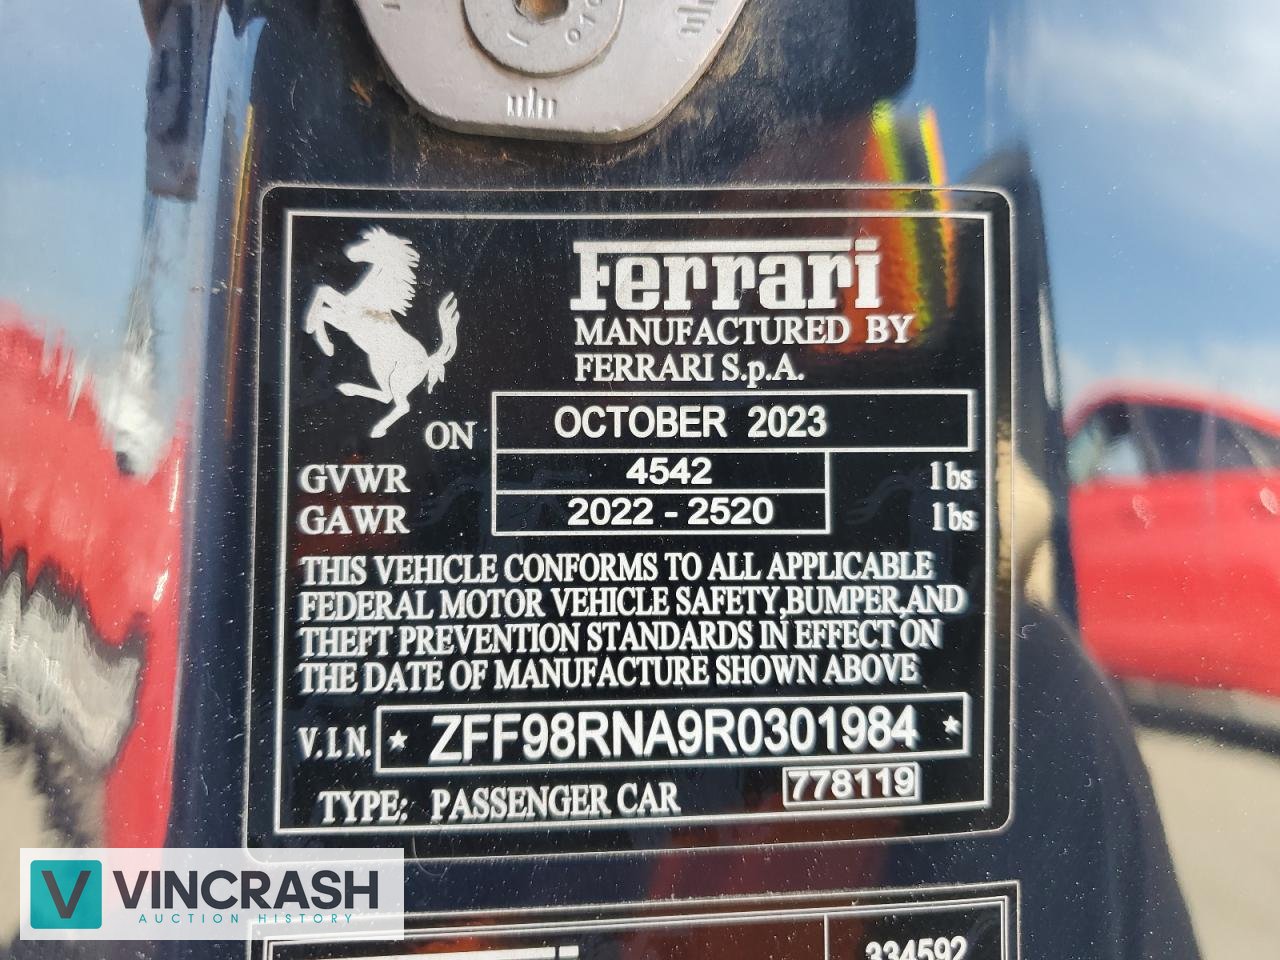 Ferrari
MANUFACTURED BY
FERRARI S.p.A.
ON OCTOBER 2023
GVWR 4542 lbs
GAWR 2022 - 2520 lbs
THIS VEHICLE CONFORMS TO ALL APPLICABLE
FEDERAL MOTOR VEHICLE SAFETY,BUMPER,AND
THEFT PREVENTION STANDARDS IN EFFECT ON
THE DATE OF MANUFACTURE SHOWN ABOVE
V.I.N. * ZFF98RNA9R0301984 *
TYPE: PASSENGER CAR 778119
334592
V VINCRASH
AUCTION HISTORY